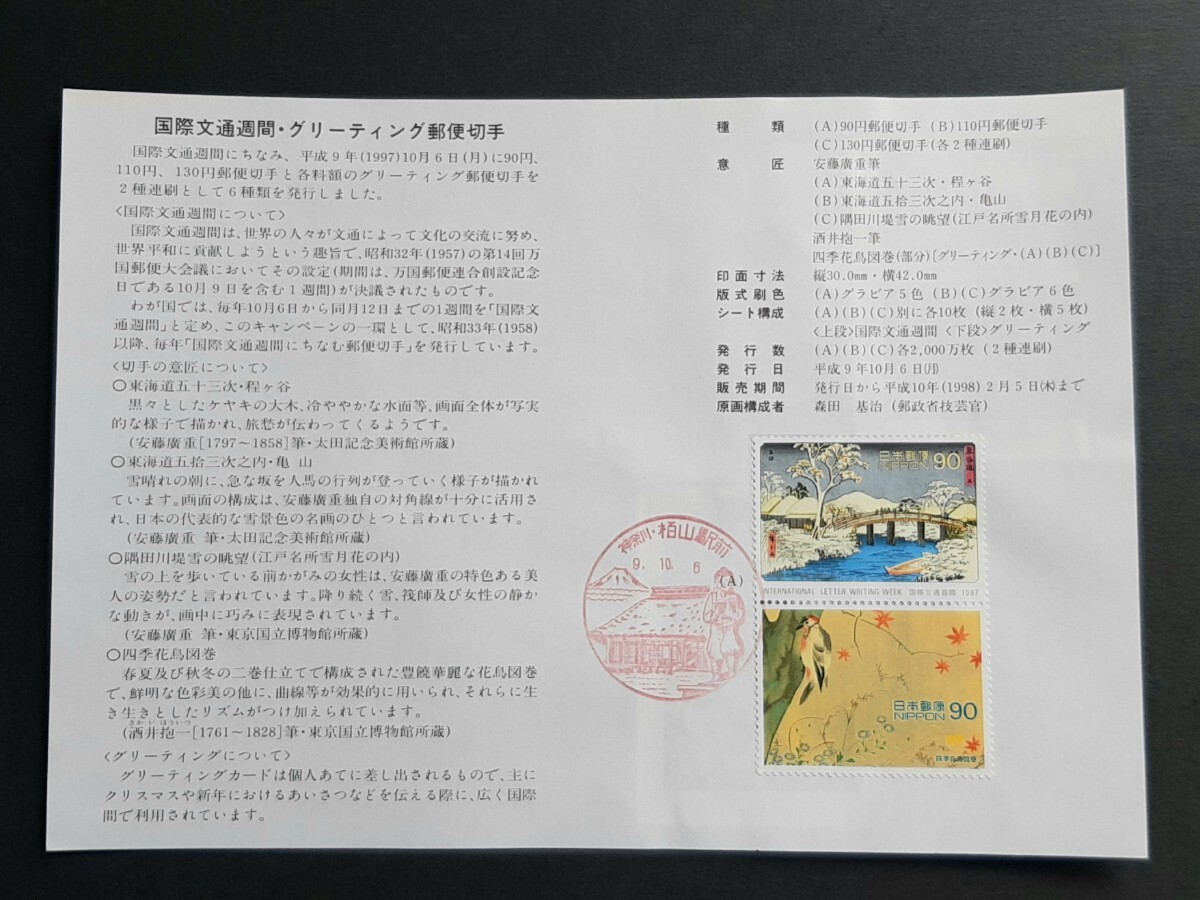 国際文通週間・グリーティング郵便切手
国際文通週間にちなみ、平成9年(1997)10月6日(月)に90円、
110円、130円郵便切手と各料額のグリーティング郵便切手を
2種連刷として6種類を発行しました。
〈国際文通週間について〉
国際文通週間は、世界の人々が文通によって文化の交流に努め、
世界平和に貢献しようという趣旨で、昭和32年(1957)の第14回万
国郵便大会議においてその設定(期間は、万国郵便連合創設記念
日である10月9日を含む1週間)が決議されたものです。
わが国では、毎年10月6日から同月12日までの1週間を「国際文
通週間」と定め、このキャンペーンの一環として、昭和33年(1958)
以降、毎年「国際文通週間にちなむ郵便切手」を発行しています。
〈切手の意匠について〉
○東海道五十三次・程ヶ谷
黒々としたケヤキの大木、冷ややかな水面等、画面全体が写実
的な様子で描かれ、旅愁が伝わってくるようです。
(安藤廣重[1797～1858]筆・太田記念美術館所蔵)
○東海道五拾三次之内・亀山
雪晴れの朝に、急な坂を人馬の行列が登っていく様子が描かれ
ています。画面の構成は、安藤廣重独自の対角線が十分に活用さ
れ、日本の代表的な雪景色の名画のひとつと言われています。
(安藤廣重 筆・太田記念美術館所蔵)
○隅田川堤雪の眺望(江戸名所雪月花の内)
雪の上を歩いている前かがみの女性は、安藤廣重の特色ある美
人の姿勢だと言われています。降り続く雪、筏師及び女性の静か
な動きが、画中に巧みに表現されています。
(安藤廣重 筆・東京国立博物館所蔵)
○四季花鳥図巻
春夏及び秋冬の二巻仕立てで構成された豊饒華麗な花鳥図巻
で、鮮明な色彩美の他に、曲線等が効果的に用いられ、それらに生
き生きとしたリズムがつけ加えられています。
さかいほういつ
(酒井抱一[1761～1828]筆・東京国立博物館所蔵)
〈グリーティングについて〉
グリーティングカードは個人あてに差し出されるもので、主に
クリスマスや新年におけるあいさつなどを伝える際に、広く国際
間で利用されています。
種類 (A)90円郵便切手 (B)110円郵便切手
(C)130円郵便切手(各2種連刷)
意匠 安藤廣重筆
(A)東海道五十三次・程ヶ谷
(B)東海道五拾三次之内・亀山
(C)隅田川堤雪の眺望(江戸名所雪月花の内)
酒井抱一筆
四季花鳥図巻(部分)[グリーティング・(A)(B)(C)]
印面寸法 縦30.0mm・横42.0mm
版式刷色 (A)グラビア5色 (B)(C)グラビア6色
シート構成 (A)(B)(C)別に各10枚(縦2枚・横5枚)
〈上段〉国際文通週間〈下段〉グリーティング
発行数 (A)(B)(C)各2,000万枚(2種連刷)
発行日 平成9年10月6日(月)
販売期間 発行日から平成10年(1998)2月5日(木)まで
原画構成者 森田 基治(郵政省技芸官)
日本郵便 90
NIPPON
神奈川・栢山駅前
9. 10. 6
(A)
INTERNATIONAL LETTER WRITING WEEK 国際文通週間 1997
日本郵便
NIPPON 90
四季花鳥図巻